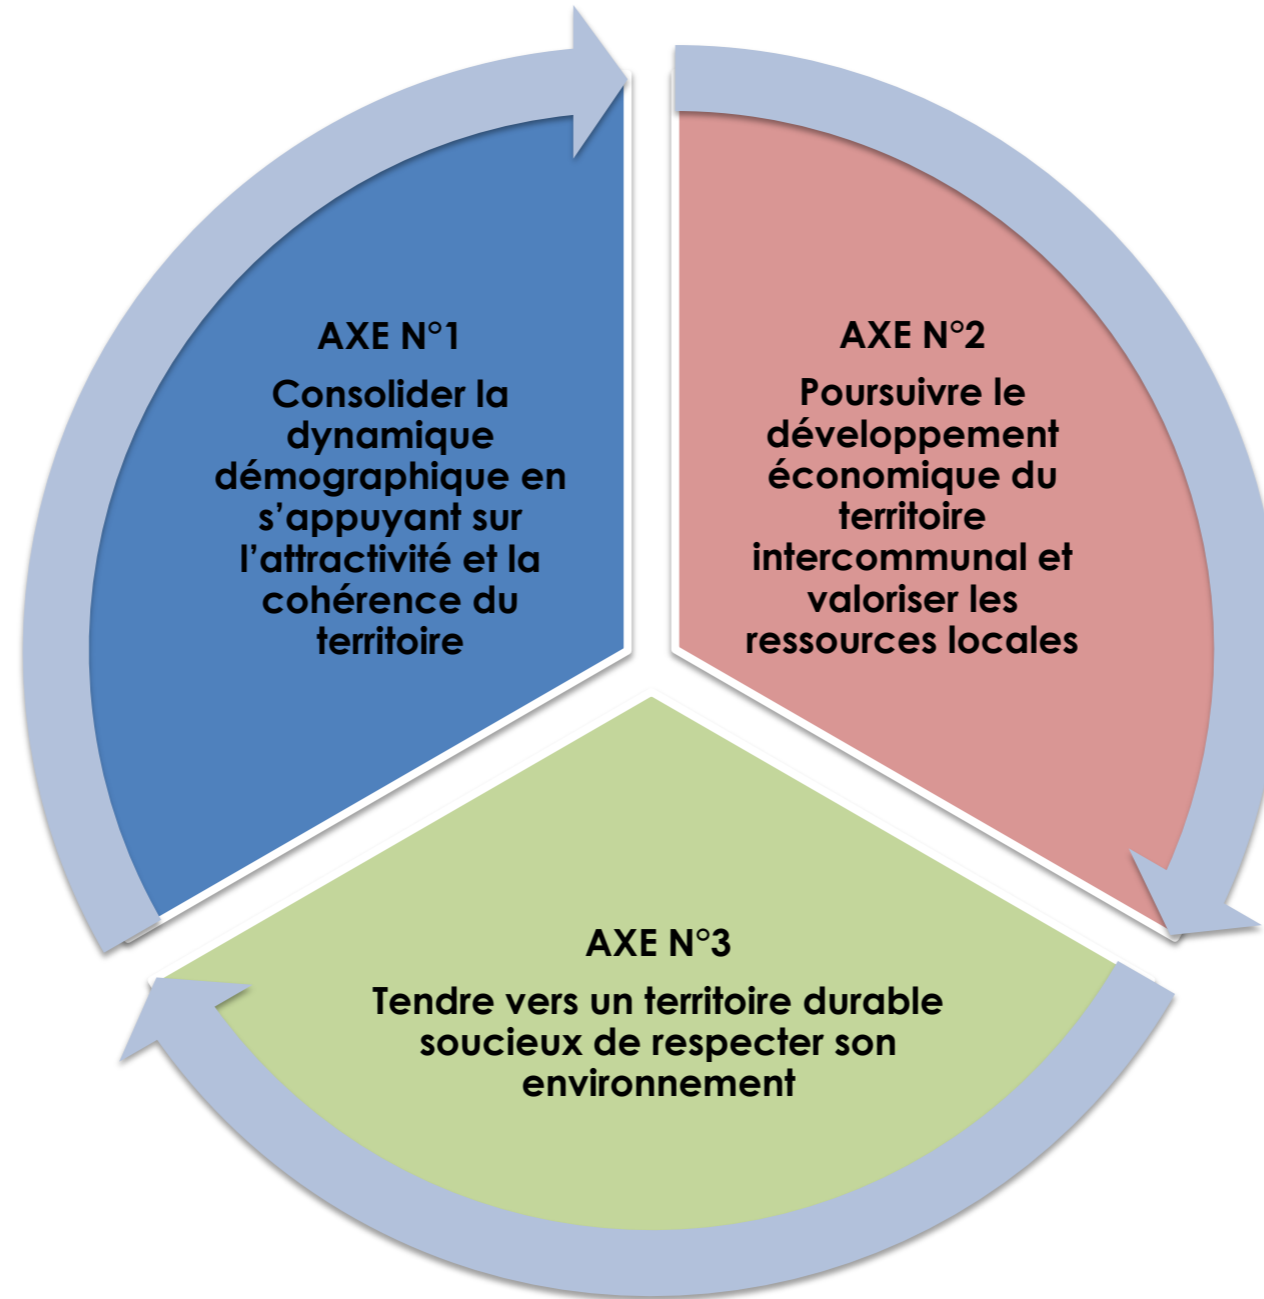 AXE N°1
Consolider la
dynamique
démographique en
s’appuyant sur
l’attractivité et la
cohérence du
territoire
AXE N°2
Poursuivre le
développement
économique du
territoire
intercommunal et
valoriser les
ressources locales
AXE N°3
Tendre vers un territoire durable
soucieux de respecter son
environnement